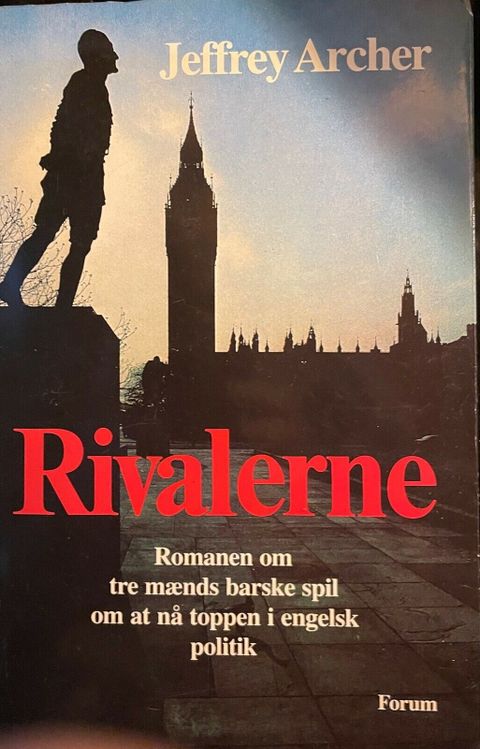 Jeffrey Archer
Rivalerne
Romanen om
tre mænds barske spil
om at nå toppen i engelsk
politik
Forum